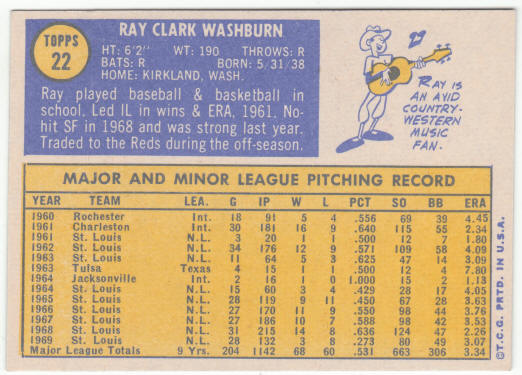 TOPPS
22
RAY CLARK WASHBURN
HT: 6'2" WT: 190 THROWS: R
BATS: R BORN: 5/31/38
HOME: KIRKLAND, WASH.
Ray played baseball & basketball in
school. Led IL in wins & ERA, 1961. No-
hit SF in 1968 and was strong last year.
Traded to the Reds during the off-season.
RAY IS
AN AVID
COUNTRY-
WESTERN
MUSIC
FAN.
MAJOR AND MINOR LEAGUE PITCHING RECORD
YEAR TEAM LEA. G IP W L PCT SO BB ERA
1960 Rochester Int. 18 91 5 4 .556 69 39 4.45
1961 Charleston Int. 30 181 16 9 .640 115 55 2.34
1961 St. Louis N.L. 3 20 1 1 .500 12 7 1.80
1962 St. Louis N.L. 34 176 12 9 .571 109 58 4.09
1963 St. Louis N.L. 11 64 5 3 .625 47 14 3.09
1963 Tulsa Texas 4 15 1 1 .500 12 4 7.80
1964 Jacksonville Int. 2 16 1 0 1.000 15 2 1.13
1964 St. Louis N.L. 15 60 3 4 .429 28 17 4.05
1965 St. Louis N.L. 28 119 9 11 .450 67 28 3.63
1966 St. Louis N.L. 27 170 11 9 .550 98 44 3.76
1967 St. Louis N.L. 27 186 10 7 .588 98 42 3.53
1968 St. Louis N.L. 31 215 14 8 .636 124 47 2.26
1969 St. Louis N.L. 28 132 3 8 .273 80 49 3.07
Major League Totals 9 Yrs. 204 1142 68 60 .531 663 306 3.34
©T.C.G. PRTD. IN U.S.A.